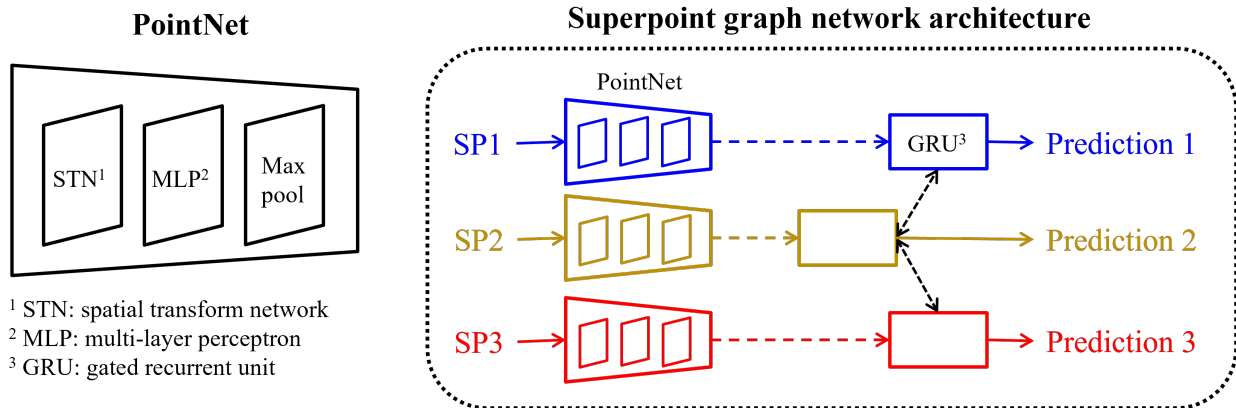 PointNet
STN¹
MLP²
Max
pool
¹ STN: spatial transform network
² MLP: multi-layer perceptron
³ GRU: gated recurrent unit
Superpoint graph network architecture
PointNet
SP1
GRU³
Prediction 1
SP2
Prediction 2
SP3
Prediction 3